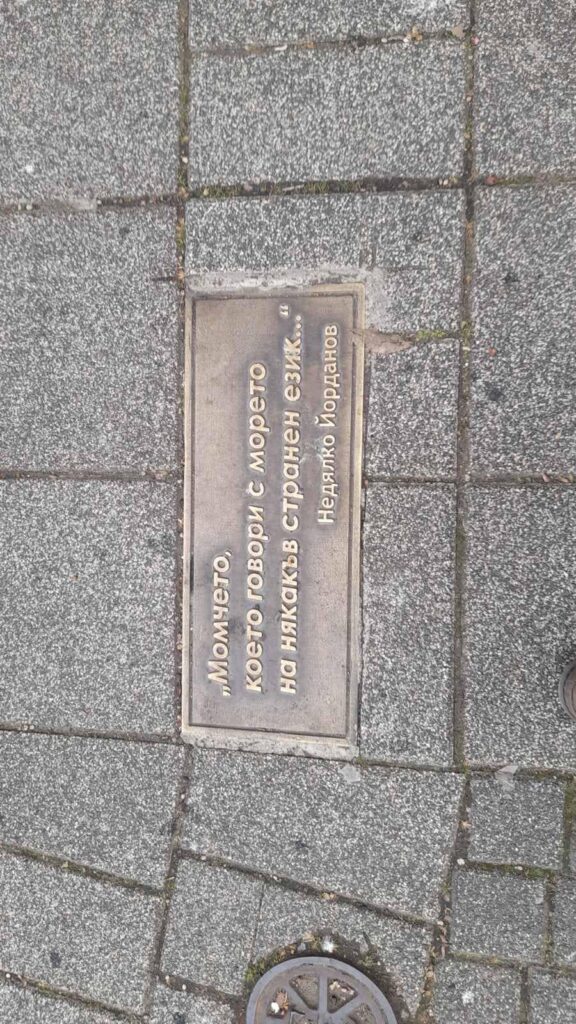 „Момчето,
което говори с морето
на някакъв странен език...“
Недялко Йорданов